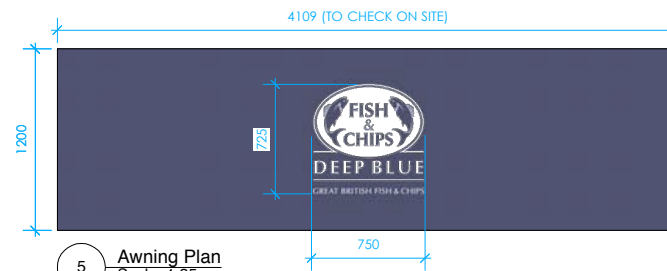 4109 (TO CHECK ON SITE)
1200
725
FISH
&
CHIPS
DEEP BLUE
GREAT BRITISH FISH & CHIPS
750
5
Awning Plan